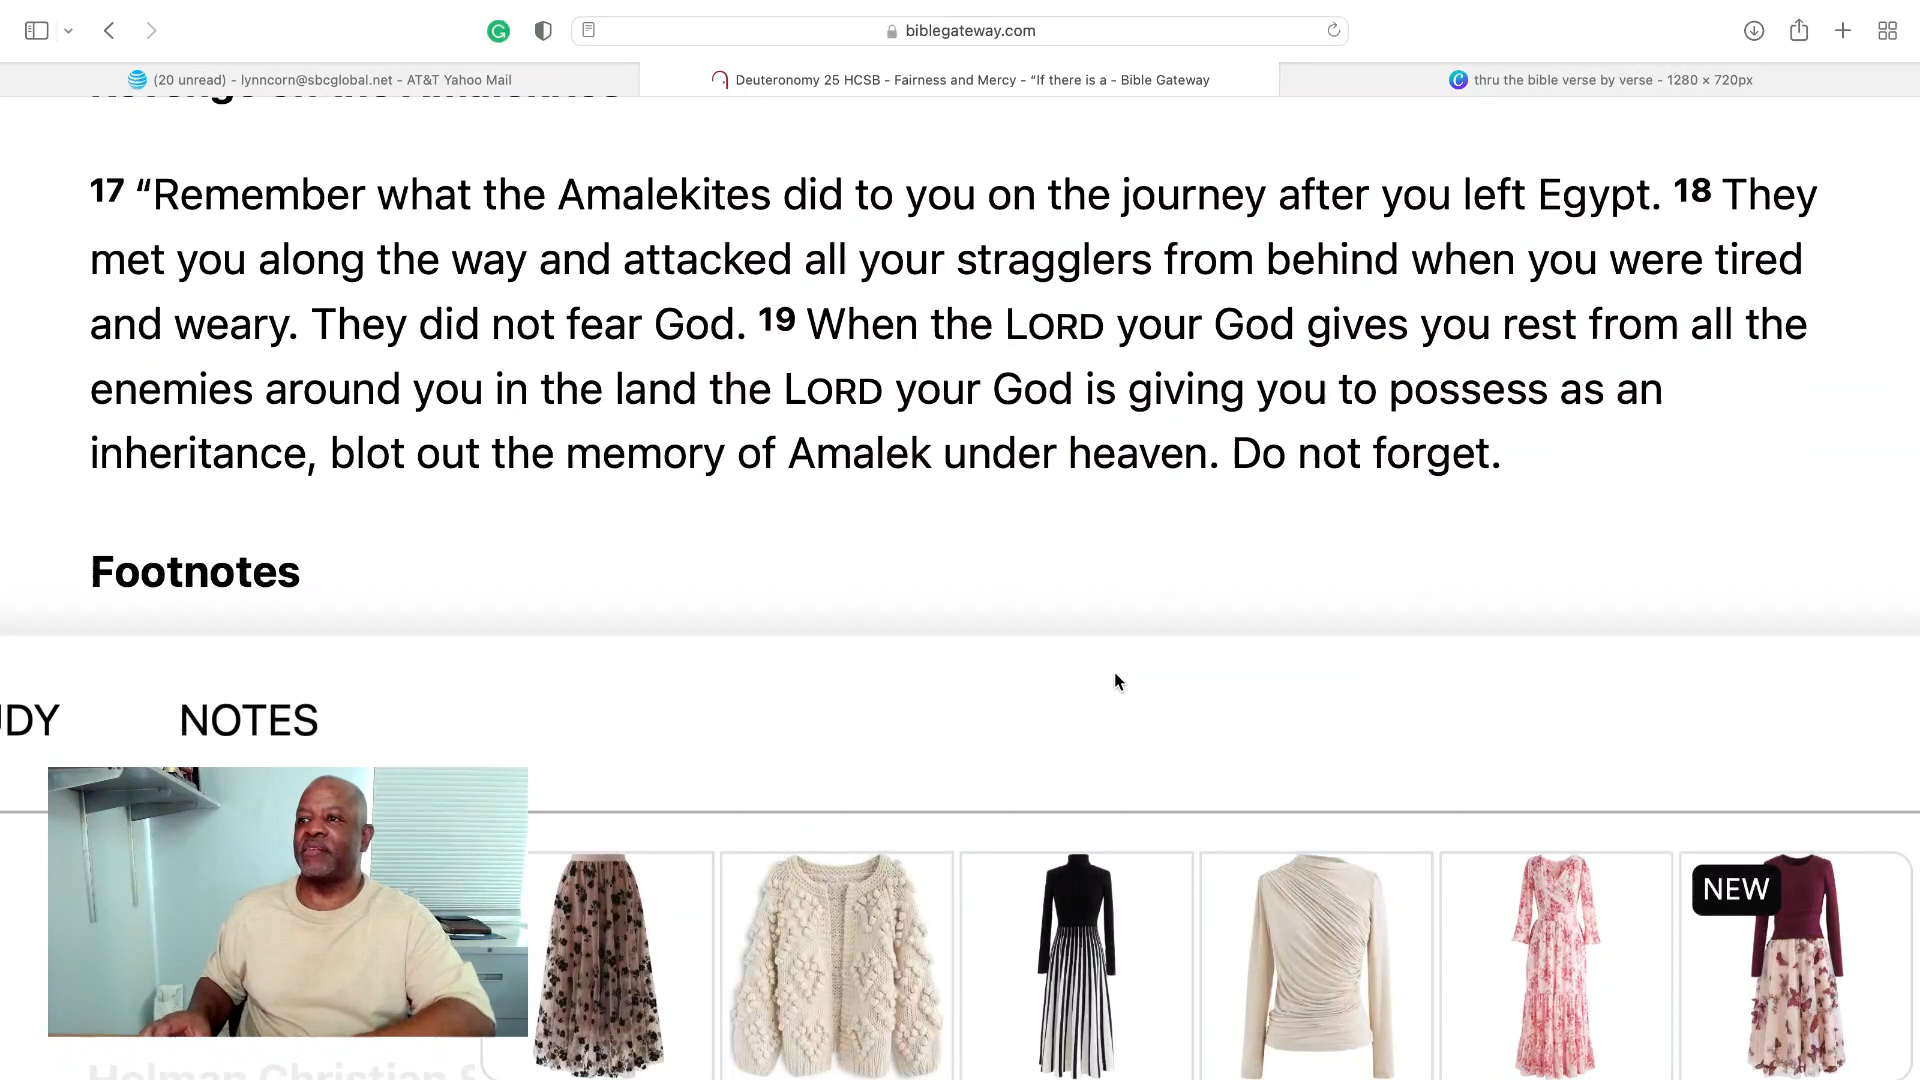 biblegateway.com
(20 unread) - lynncorn@sbcglobal.net - AT&T Yahoo Mail
Deuteronomy 25 HCSB - Fairness and Mercy - “If there is a - Bible Gateway
thru the bible verse by verse - 1280 × 720px
17 “Remember what the Amalekites did to you on the journey after you left Egypt. 18 They
met you along the way and attacked all your stragglers from behind when you were tired
and weary. They did not fear God. 19 When the LORD your God gives you rest from all the
enemies around you in the land the LORD your God is giving you to possess as an
inheritance, blot out the memory of Amalek under heaven. Do not forget.
Footnotes
NOTES
NEW
Holman Christian